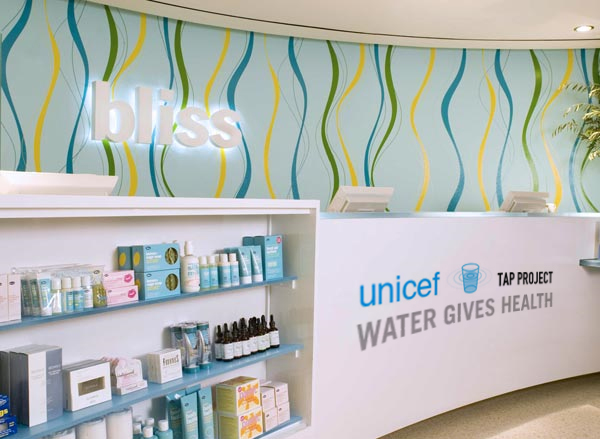 bliss
unicef TAP PROJECT
WATER GIVES HEALTH